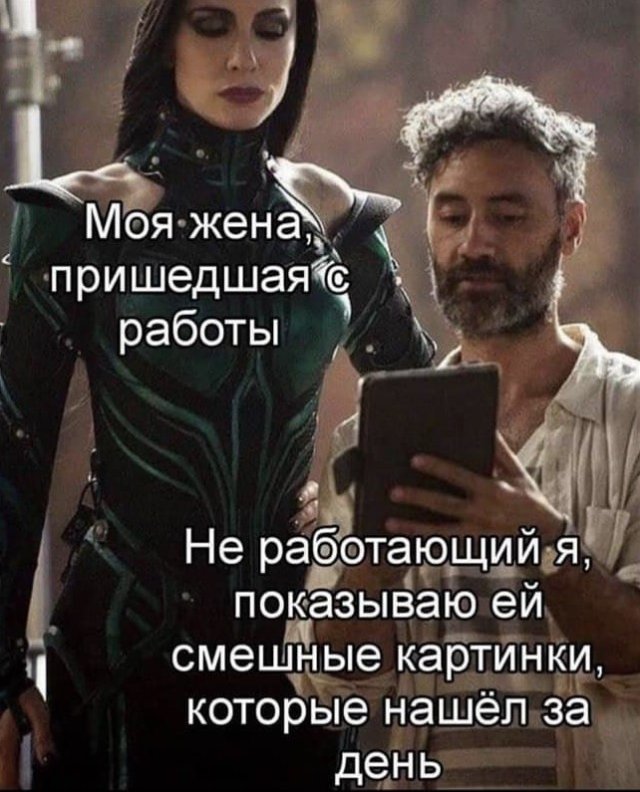 Моя жена,
пришедшая с
работы
Не работающий я,
показываю ей
смешные картинки,
которые нашёл за
день